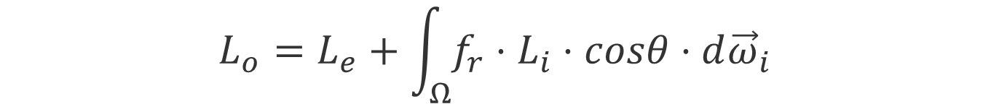 L_o = L_e + ∫_Ω f_r · L_i · cosθ · dω⃗_i